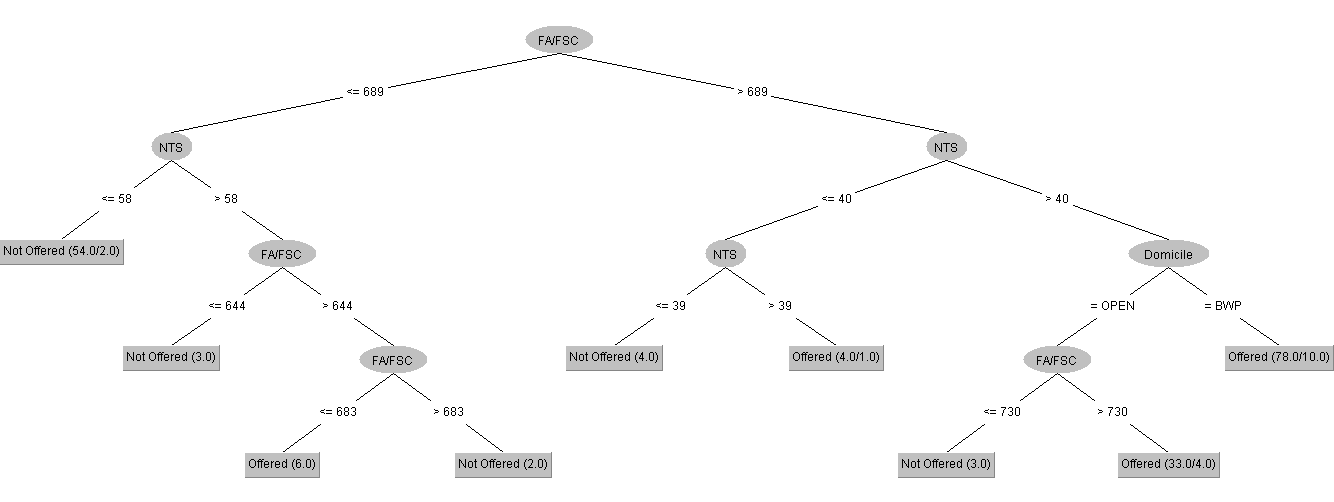 FA/FSC
<= 689
> 689
NTS
NTS
<= 58
> 58
<= 40
> 40
Not Offered (54.0/2.0)
FA/FSC
NTS
Domicile
<= 644
> 644
<= 39
> 39
= OPEN
= BWP
Not Offered (3.0)
FA/FSC
Not Offered (4.0)
Offered (4.0/1.0)
FA/FSC
Offered (78.0/10.0)
<= 683
> 683
<= 730
> 730
Offered (6.0)
Not Offered (2.0)
Not Offered (3.0)
Offered (33.0/4.0)